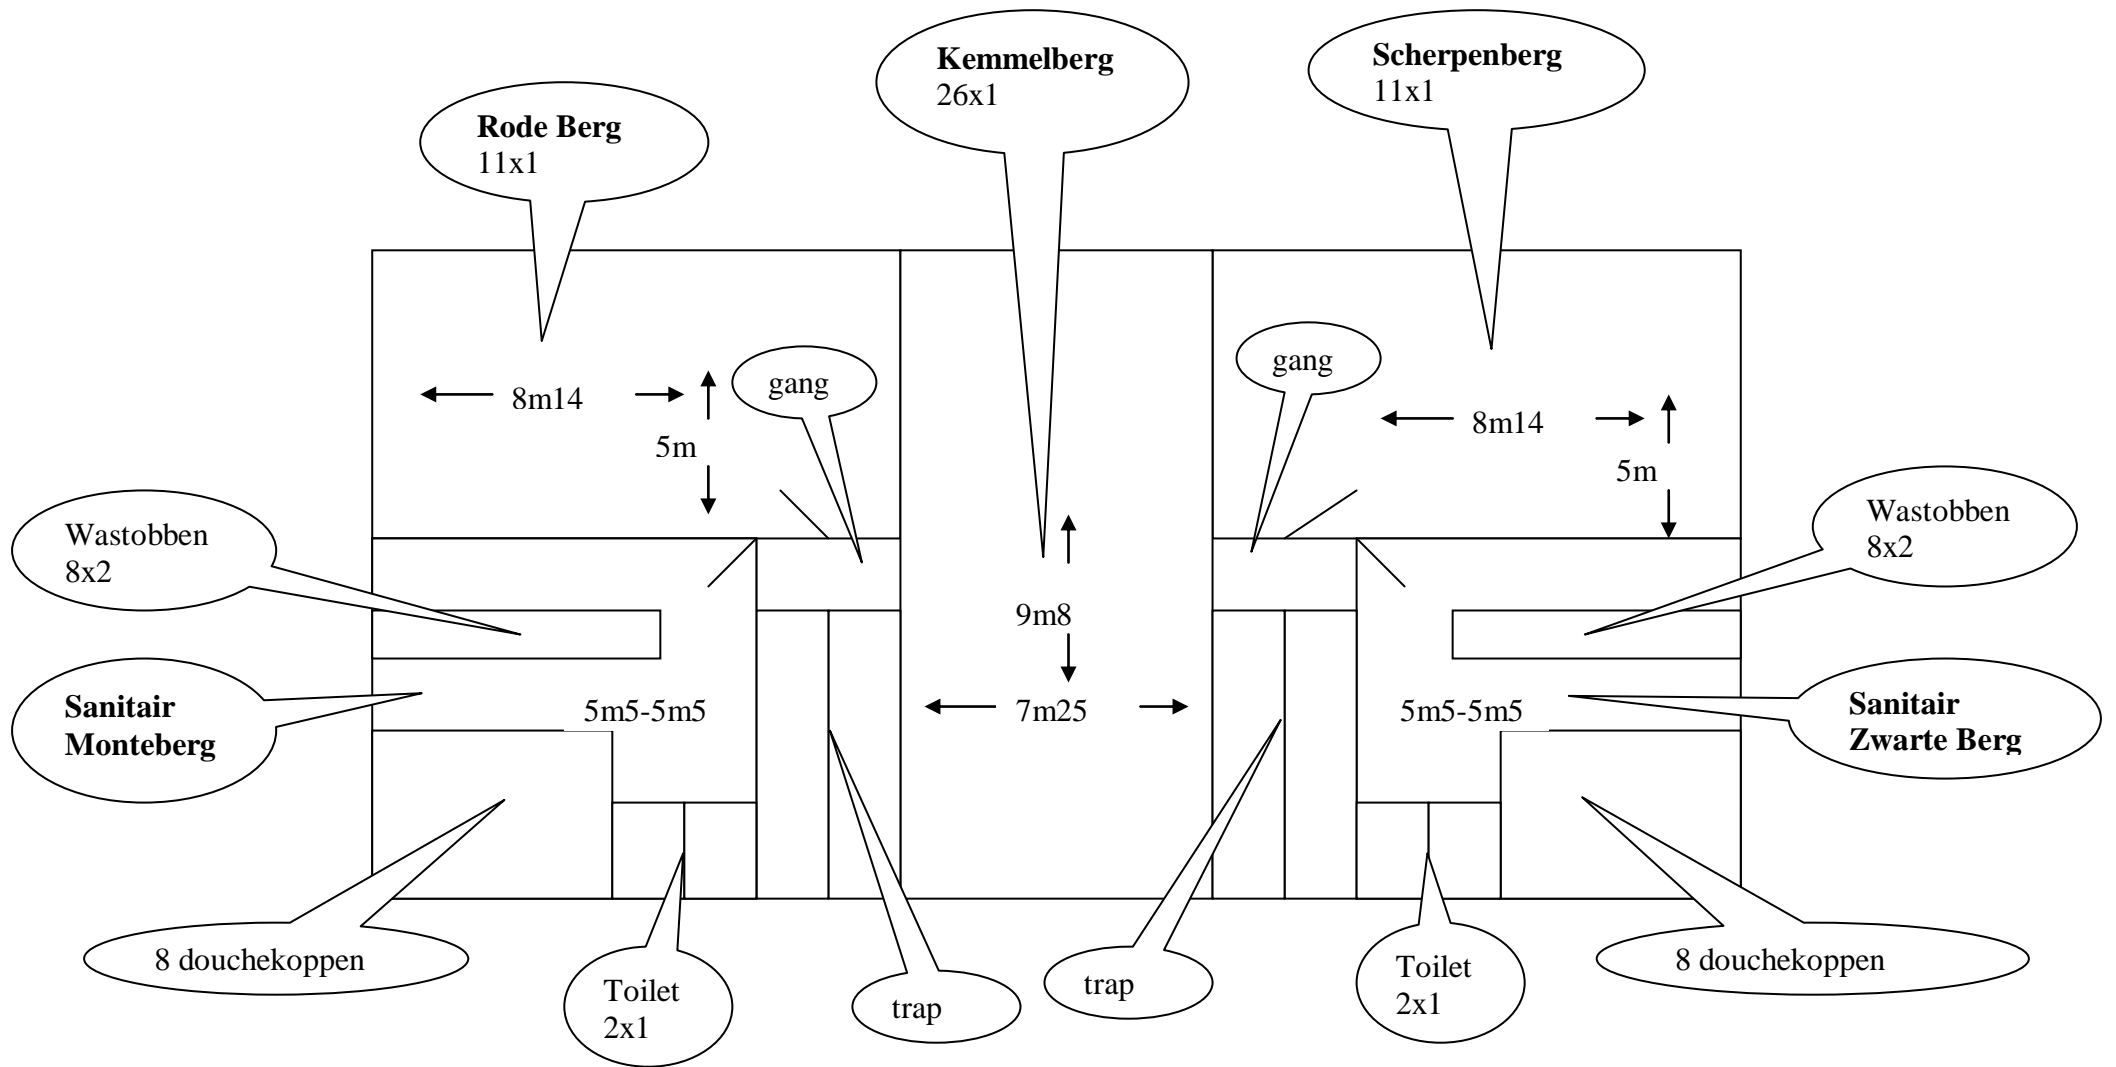 Kemmelberg
26x1
Scherpenberg
11x1
Rode Berg
11x1
gang
gang
8m14
8m14
5m
5m
Wastobben
8x2
Wastobben
8x2
9m8
Sanitair
Monteberg
5m5-5m5
7m25
5m5-5m5
Sanitair
Zwarte Berg
8 douchekoppen
Toilet
2x1
trap
trap
Toilet
2x1
8 douchekoppen